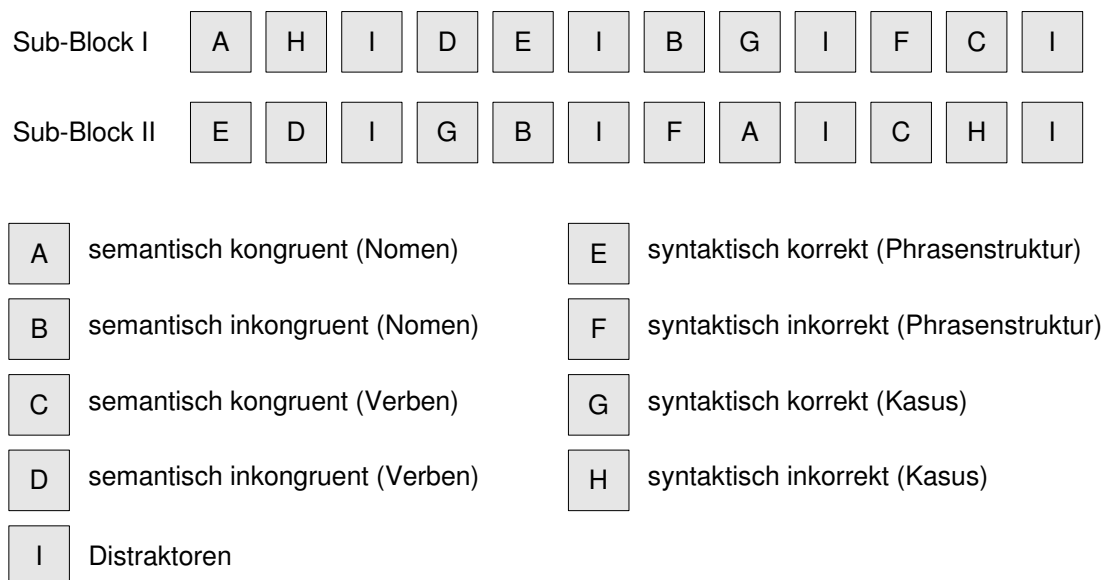 Sub-Block I A H I D E I B G I F C I
Sub-Block II E D I G B I F A I C H I
A semantisch kongruent (Nomen)
B semantisch inkongruent (Nomen)
C semantisch kongruent (Verben)
D semantisch inkongruent (Verben)
I Distraktoren
E syntaktisch korrekt (Phrasenstruktur)
F syntaktisch inkorrekt (Phrasenstruktur)
G syntaktisch korrekt (Kasus)
H syntaktisch inkorrekt (Kasus)